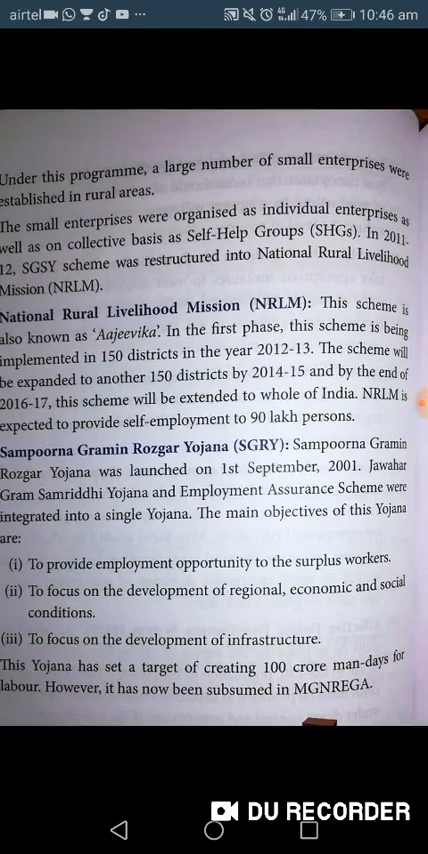 airtel
4G
47%
10:46 am
Under this programme, a large number of small enterprises were
established in rural areas.
The small enterprises were organised as individual enterprises as
well as on collective basis as Self-Help Groups (SHGs). In 2011-
12, SGSY scheme was restructured into National Rural Livelihood
Mission (NRLM).
National Rural Livelihood Mission (NRLM): This scheme is
also known as 'Aajeevika'. In the first phase, this scheme is being
implemented in 150 districts in the year 2012-13. The scheme will
be expanded to another 150 districts by 2014-15 and by the end of
2016-17, this scheme will be extended to whole of India. NRLM is
expected to provide self-employment to 90 lakh persons.
Sampoorna Gramin Rozgar Yojana (SGRY): Sampoorna Gramin
Rozgar Yojana was launched on 1st September, 2001. Jawahar
Gram Samriddhi Yojana and Employment Assurance Scheme were
integrated into a single Yojana. The main objectives of this Yojana
are:
(i) To provide employment opportunity to the surplus workers.
(ii) To focus on the development of regional, economic and social
conditions.
(iii) To focus on the development of infrastructure.
This Yojana has set a target of creating 100 crore man-days for
labour. However, it has now been subsumed in MGNREGA.
DU RECORDER